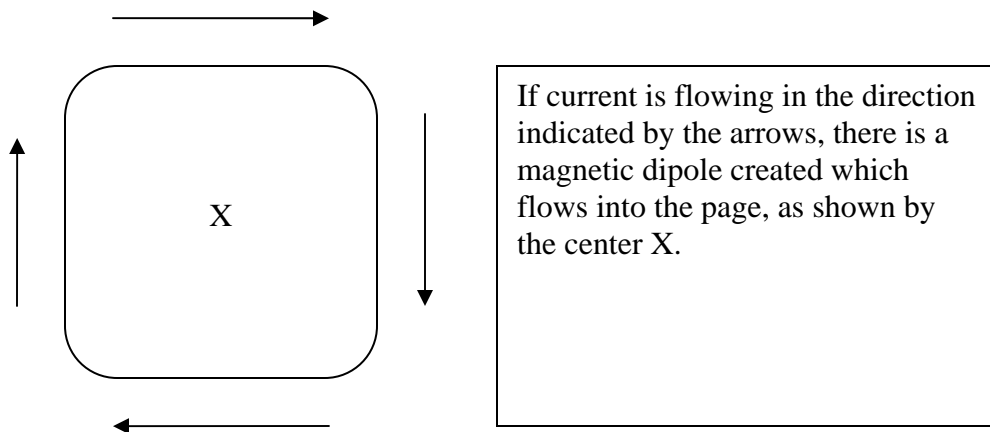 If current is flowing in the direction
indicated by the arrows, there is a
magnetic dipole created which
flows into the page, as shown by
the center X.
X